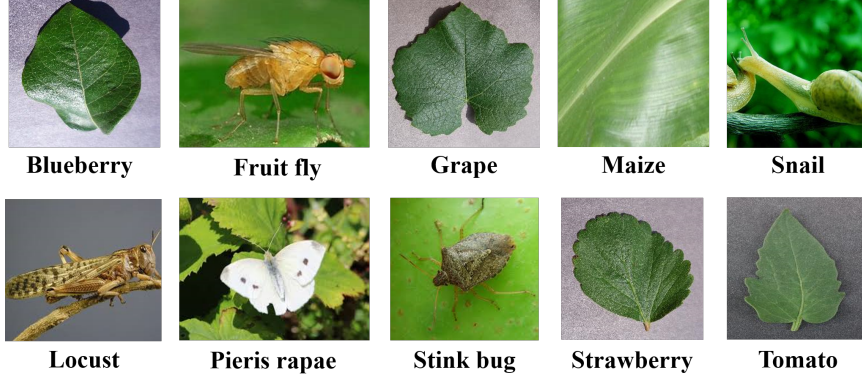 Blueberry
Fruit fly
Grape
Maize
Snail
Locust
Pieris rapae
Stink bug
Strawberry
Tomato